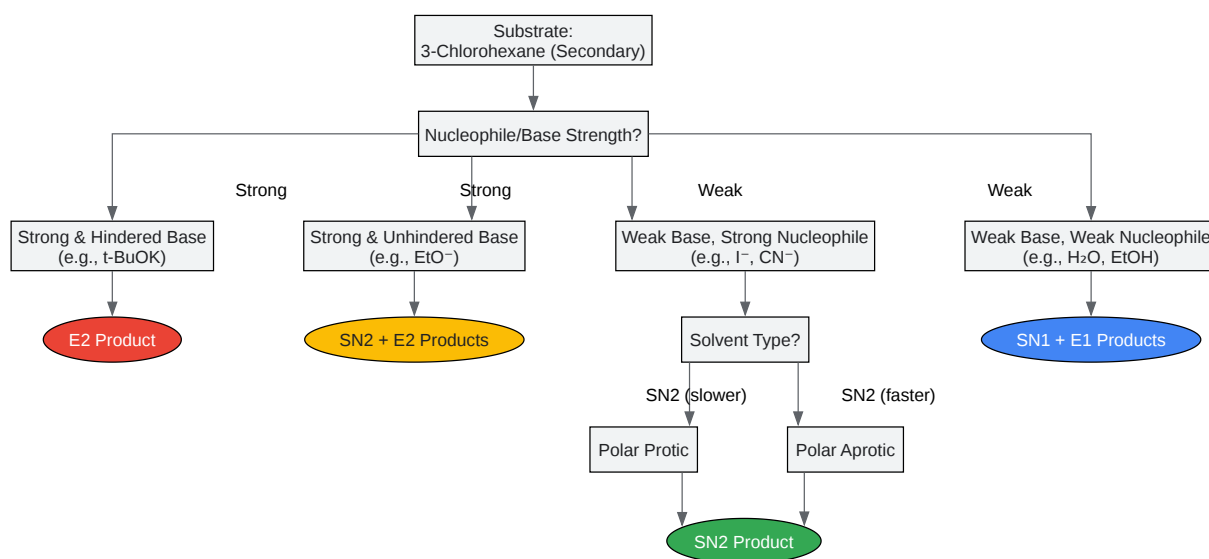 Substrate:
3-Chlorohexane (Secondary)
Nucleophile/Base Strength?
Strong
Strong
Weak
Weak
Strong & Hindered Base
(e.g., t-BuOK)
Strong & Unhindered Base
(e.g., EtO⁻)
Weak Base, Strong Nucleophile
(e.g., I⁻, CN⁻)
Weak Base, Weak Nucleophile
(e.g., H₂O, EtOH)
E2 Product
SN2 + E2 Products
Solvent Type?
SN1 + E1 Products
SN2 (slower)
SN2 (faster)
Polar Protic
Polar Aprotic
SN2 Product